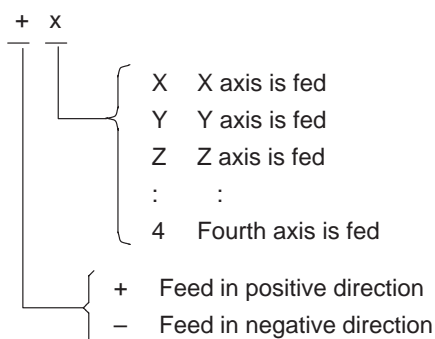 + x
X X axis is fed
Y Y axis is fed
Z Z axis is fed
: :
4 Fourth axis is fed
+ Feed in positive direction
– Feed in negative direction